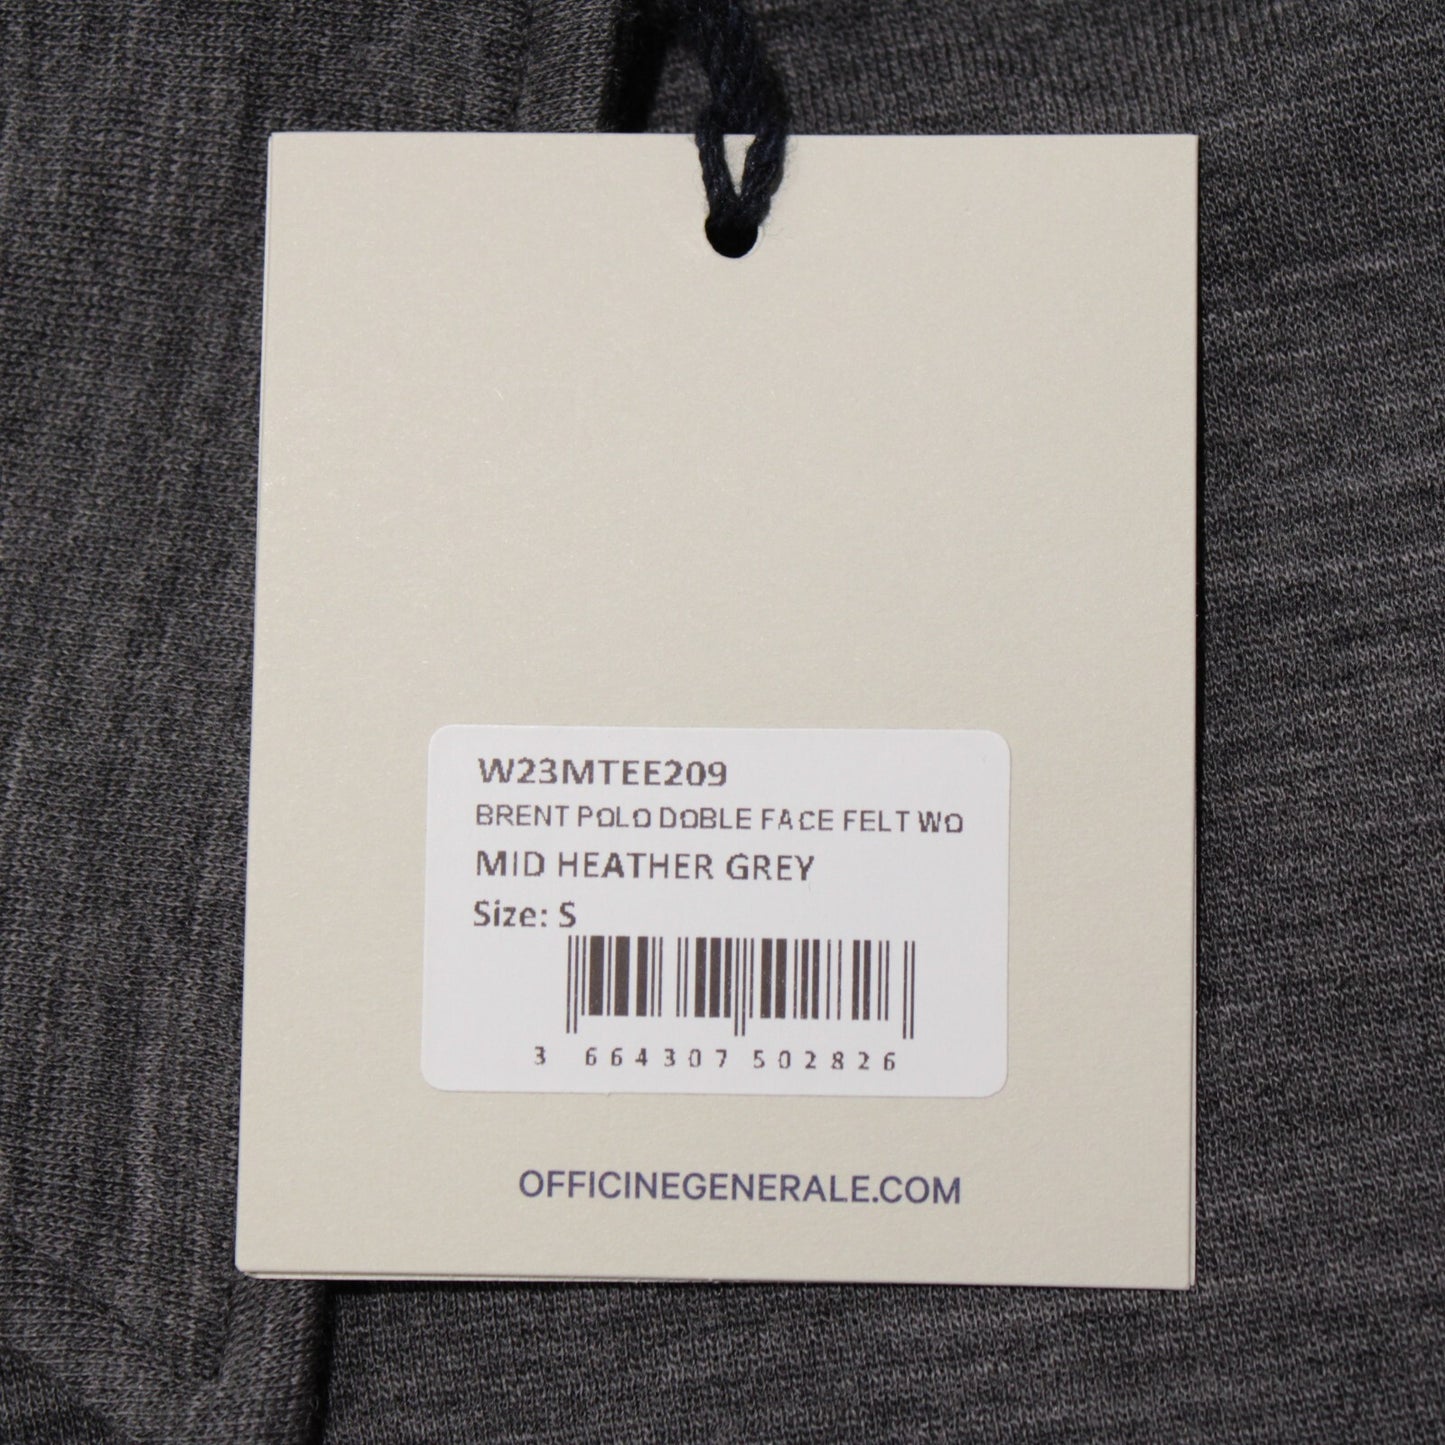 W23MTEE209
BRENT POLO DOBLE FACE FELT WO
MID HEATHER GREY
Size: S
3 664307 502826
OFFICINEGENERALE.COM